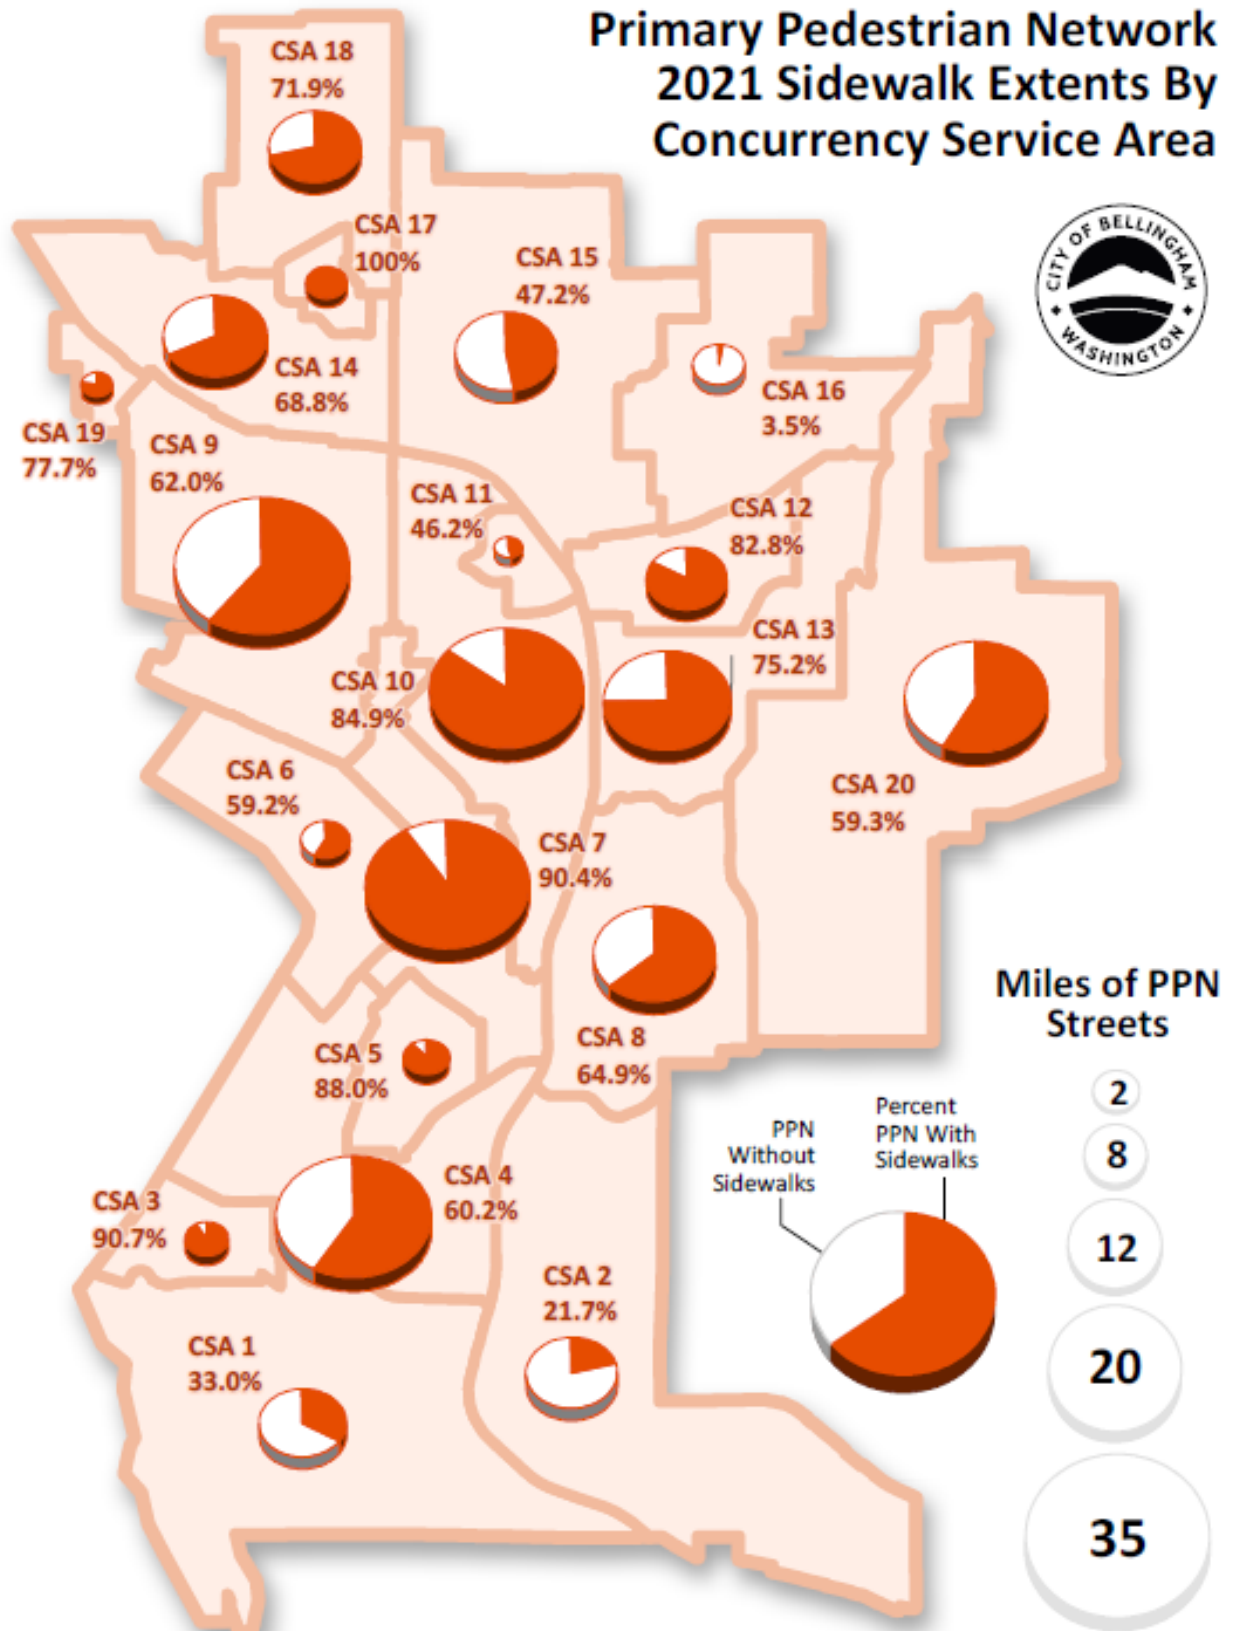 Primary Pedestrian Network
2021 Sidewalk Extents By
Concurrency Service Area
CITY OF BELLINGHAM
WASHINGTON
CSA 18
71.9%
CSA 17
100%
CSA 15
47.2%
CSA 14
68.8%
CSA 16
3.5%
CSA 19
77.7%
CSA 9
62.0%
CSA 11
46.2%
CSA 12
82.8%
CSA 13
75.2%
CSA 10
84.9%
CSA 6
59.2%
CSA 20
59.3%
CSA 7
90.4%
CSA 8
64.9%
CSA 5
88.0%
CSA 4
60.2%
CSA 3
90.7%
CSA 2
21.7%
CSA 1
33.0%
Miles of PPN
Streets
2
8
12
20
35
PPN
Without
Sidewalks
Percent
PPN With
Sidewalks